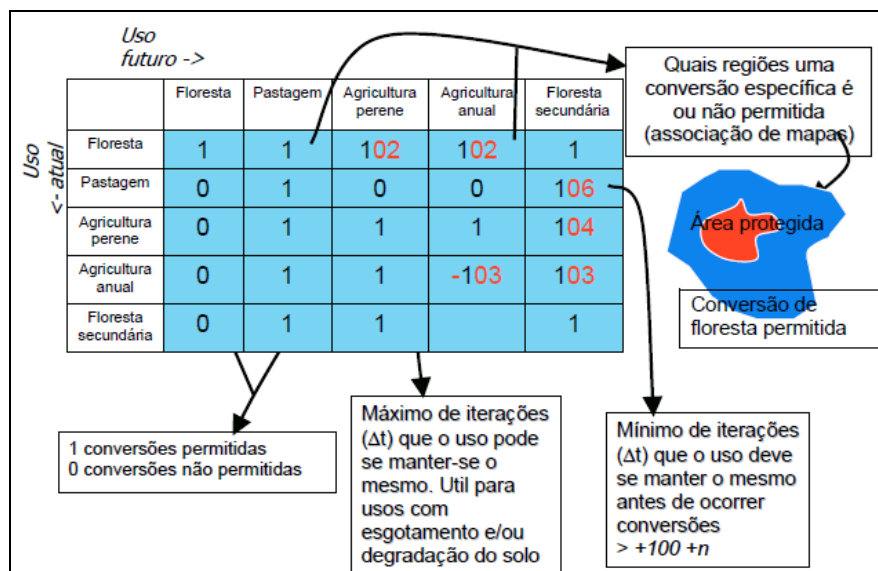 Uso
futuro ->
Uso
<- atual
Floresta Pastagem Agricultura perene Agricultura anual Floresta secundária
Floresta 1 1 102 102 1
Pastagem 0 1 0 0 106
Agricultura perene 0 1 1 1 104
Agricultura anual 0 1 1 -103 103
Floresta secundária 0 1 1 1
Quais regiões uma
conversão específica é
ou não permitida
(associação de mapas)
Área protegida
Conversão de
floresta permitida
1 conversões permitidas
0 conversões não permitidas
Máximo de iterações
(Δt) que o uso pode
se manter-se o
mesmo. Util para
usos com
esgotamento e/ou
degradação do solo
Mínimo de iterações
(Δt) que o uso deve
se manter o mesmo
antes de ocorrer
conversões
> +100 +n